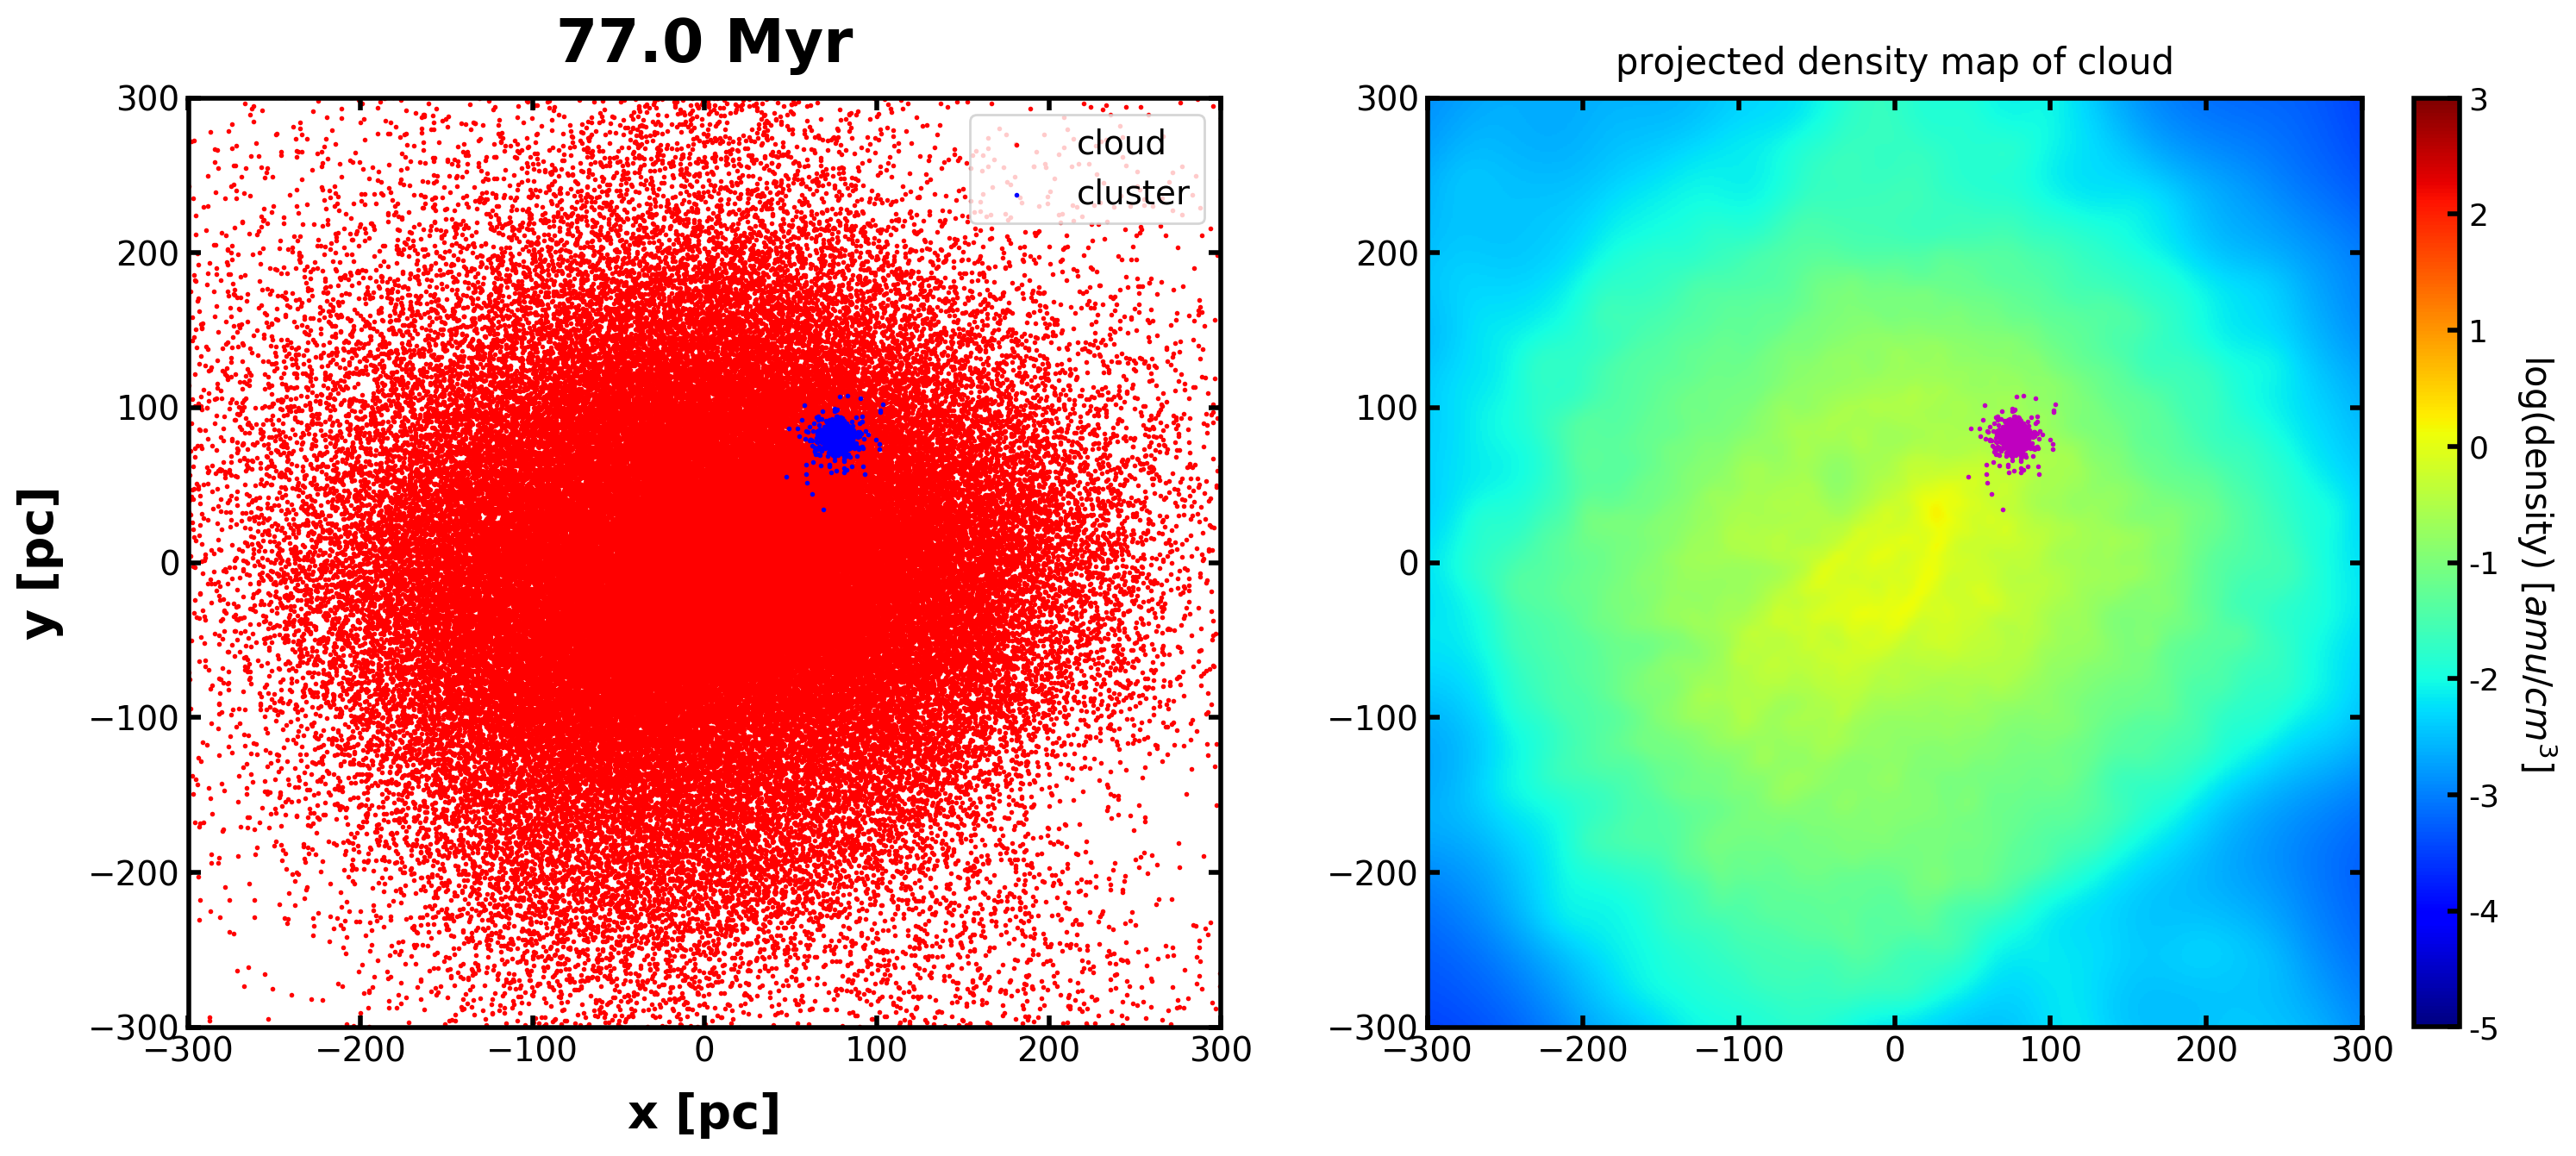 77.0 Myr
projected density map of cloud
cloud
cluster
300
200
100
0
−100
−200
−300
y [pc]
−300 −200 −100 0 100 200 300
x [pc]
300
200
100
0
−100
−200
−300
−300 −200 −100 0 100 200 300
3
2
1
0
-1
-2
-3
-4
-5
log(density) [amu/cm³]